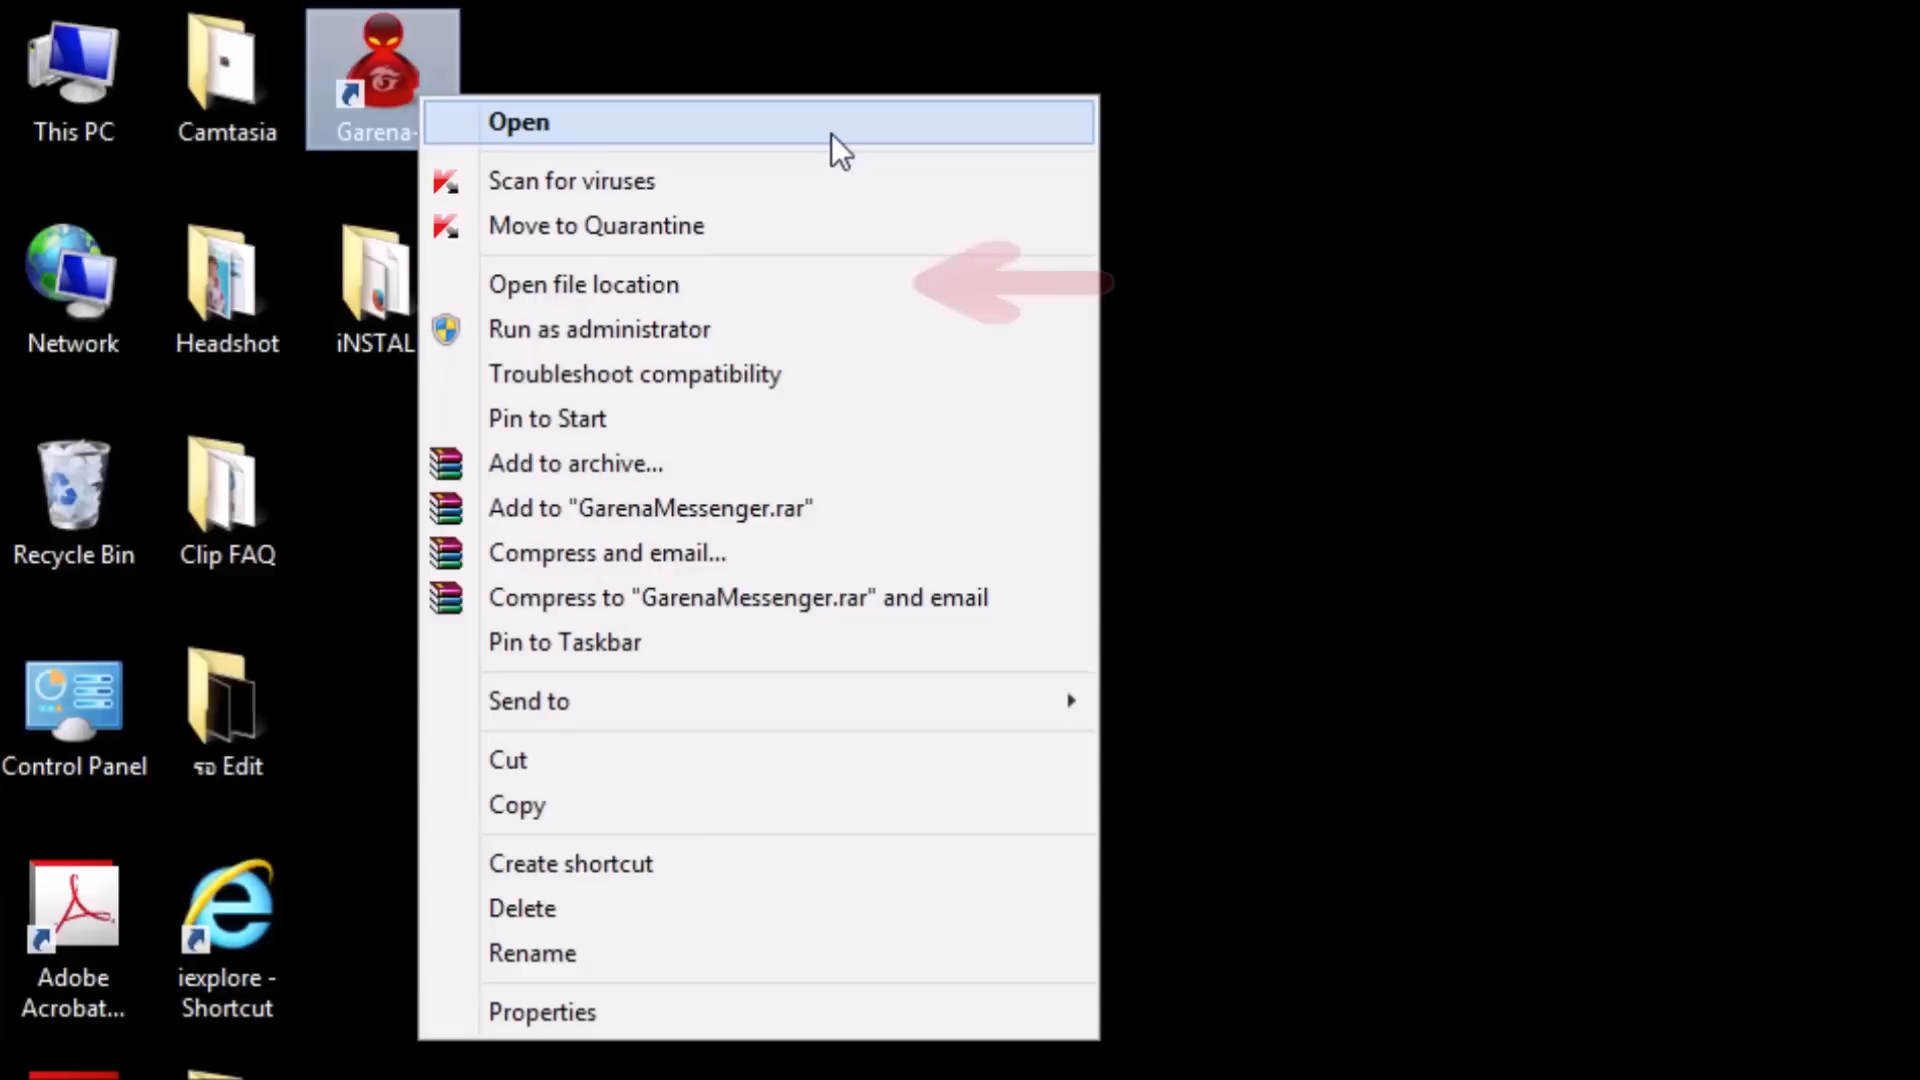 This PC
Camtasia
Garena-
Network
Headshot
iNSTAL
Recycle Bin
Clip FAQ
Control Panel
รอ Edit
Adobe
Acrobat...
iexplore -
Shortcut
Open
Scan for viruses
Move to Quarantine
Open file location
Run as administrator
Troubleshoot compatibility
Pin to Start
Add to archive...
Add to "GarenaMessenger.rar"
Compress and email...
Compress to "GarenaMessenger.rar" and email
Pin to Taskbar
Send to
Cut
Copy
Create shortcut
Delete
Rename
Properties